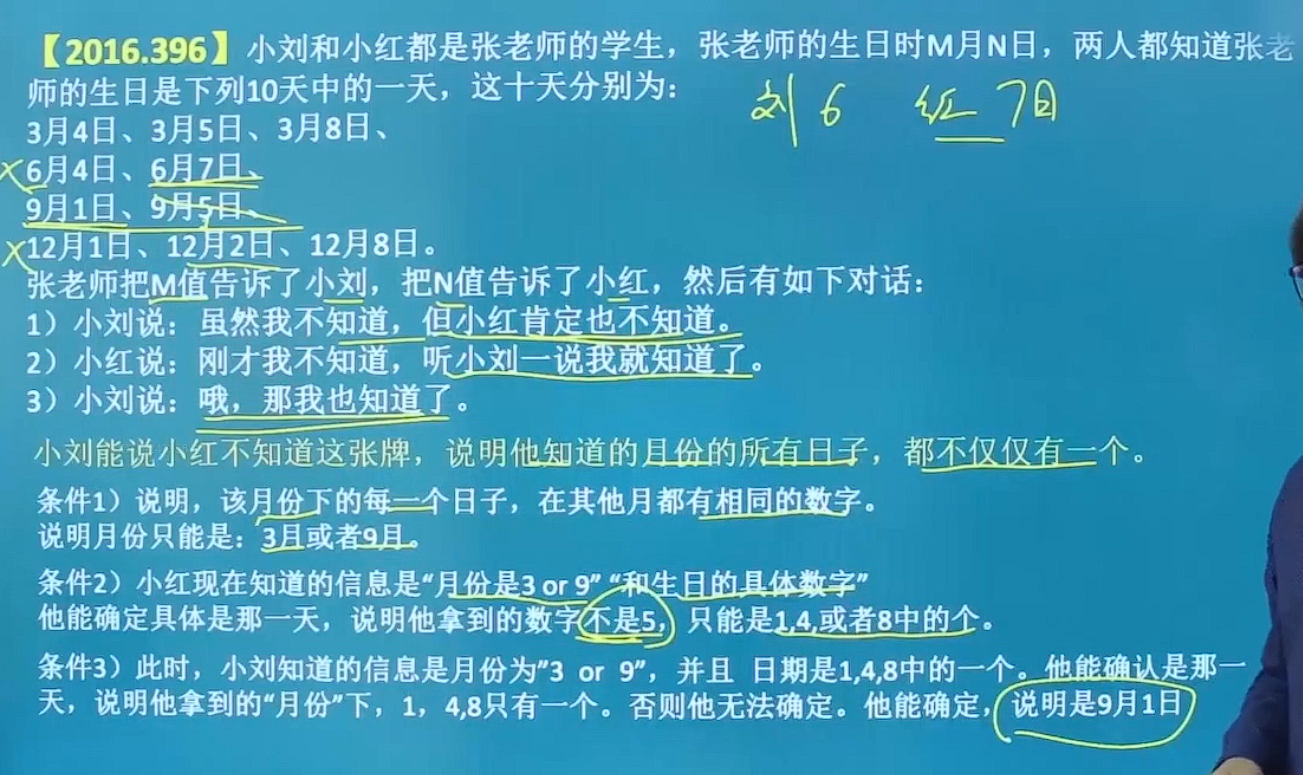 【2016.396】小刘和小红都是张老师的学生，张老师的生日时M月N日，两人都知道张老
师的生日是下列10天中的一天，这十天分别为：
刘 6 红 7日
3月4日、3月5日、3月8日、
×6月4日、6月7日、
9月1日、9月5日、
×12月1日、12月2日、12月8日。
张老师把M值告诉了小刘，把N值告诉了小红，然后有如下对话：
1）小刘说：虽然我不知道，但小红肯定也不知道。
2）小红说：刚才我不知道，听小刘一说我就知道了。
3）小刘说：哦，那我也知道了。
小刘能说小红不知道这张牌，说明他知道的月份的所有日子，都不仅仅有一个。
条件1）说明，该月份下的每一个日子，在其他月都有相同的数字。
说明月份只能是：3月或者9月。
条件2）小红现在知道的信息是“月份是3 or 9” “和生日的具体数字”
他能确定具体是那一天，说明他拿到的数字不是5，只能是1,4,或者8中的个。
条件3）此时，小刘知道的信息是月份为”3 or 9”，并且 日期是1,4,8中的一个。他能确认是那一
天，说明他拿到的“月份”下，1，4,8只有一个。否则他无法确定。他能确定，说明是9月1日